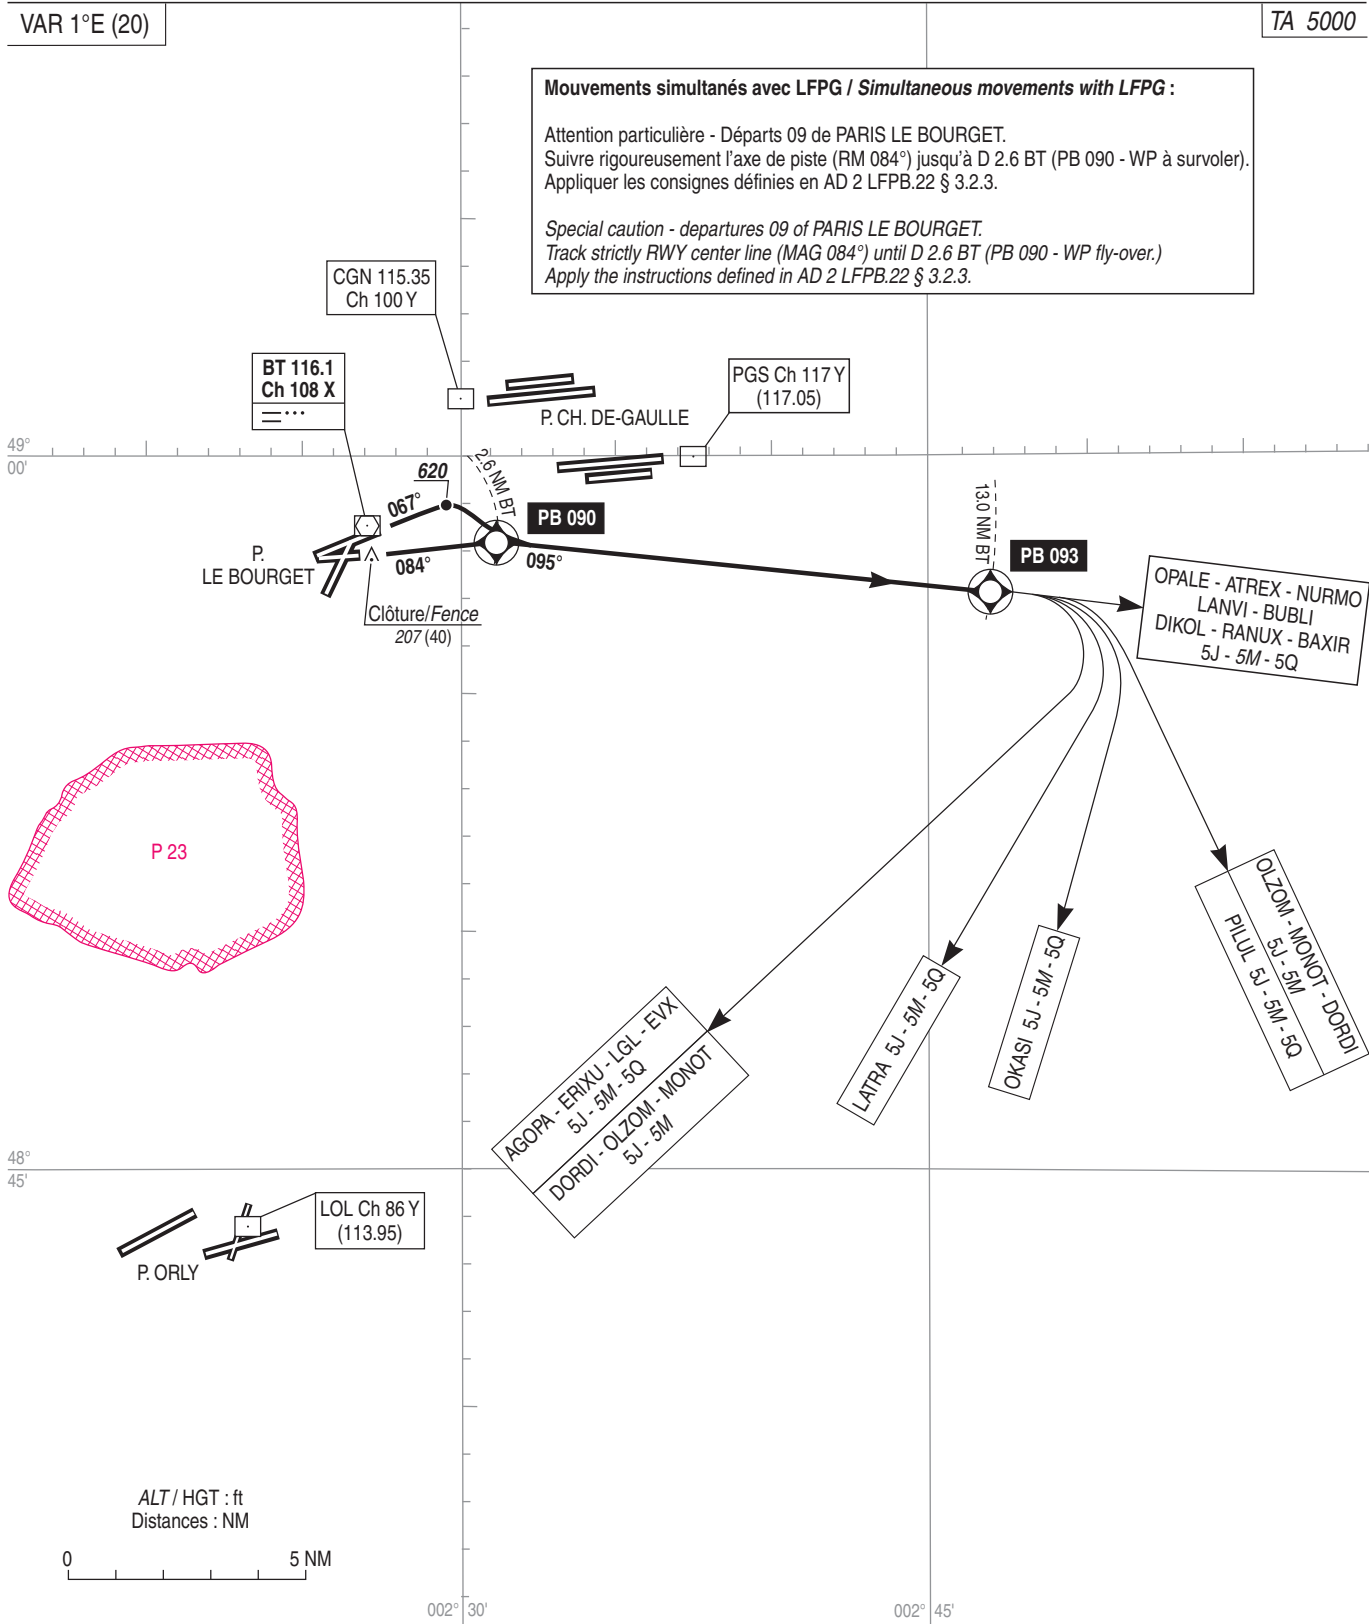 VAR 1°E (20)
TA 5000
Mouvements simultanés avec LFPG / Simultaneous movements with LFPG :
Attention particulière - Départs 09 de PARIS LE BOURGET.
Suivre rigoureusement l'axe de piste (RM 084°) jusqu'à D 2.6 BT (PB 090 - WP à survoler).
Appliquer les consignes définies en AD 2 LFPB.22 § 3.2.3.
Special caution - departures 09 of PARIS LE BOURGET.
Track strictly RWY center line (MAG 084°) until D 2.6 BT (PB 090 - WP fly-over.)
Apply the instructions defined in AD 2 LFPB.22 § 3.2.3.
CGN 115.35
Ch 100 Y
BT 116.1
Ch 108 X
PGS Ch 117 Y
(117.05)
P. CH. DE-GAULLE
49°
00'
620
2.6 NM BT
067°
PB 090
13.0 NM BT
PB 093
P.
LE BOURGET
084°
095°
Clôture/Fence
207 (40)
OPALE - ATREX - NURMO
LANVI - BUBLI
DIKOL - RANUX - BAXIR
5J - 5M - 5Q
P 23
OLZOM - MONOT - DORDI
5J - 5M
PILUL 5J - 5M - 5Q
OKASI 5J - 5M - 5Q
LATRA 5J - 5M - 5Q
AGOPA - ERIXU - LGL - EVX
5J - 5M - 5Q
DORDI - OLZOM - MONOT
5J - 5M
48°
45'
LOL Ch 86 Y
(113.95)
P. ORLY
ALT / HGT : ft
Distances : NM
0 5 NM
002° 30'
002° 45'